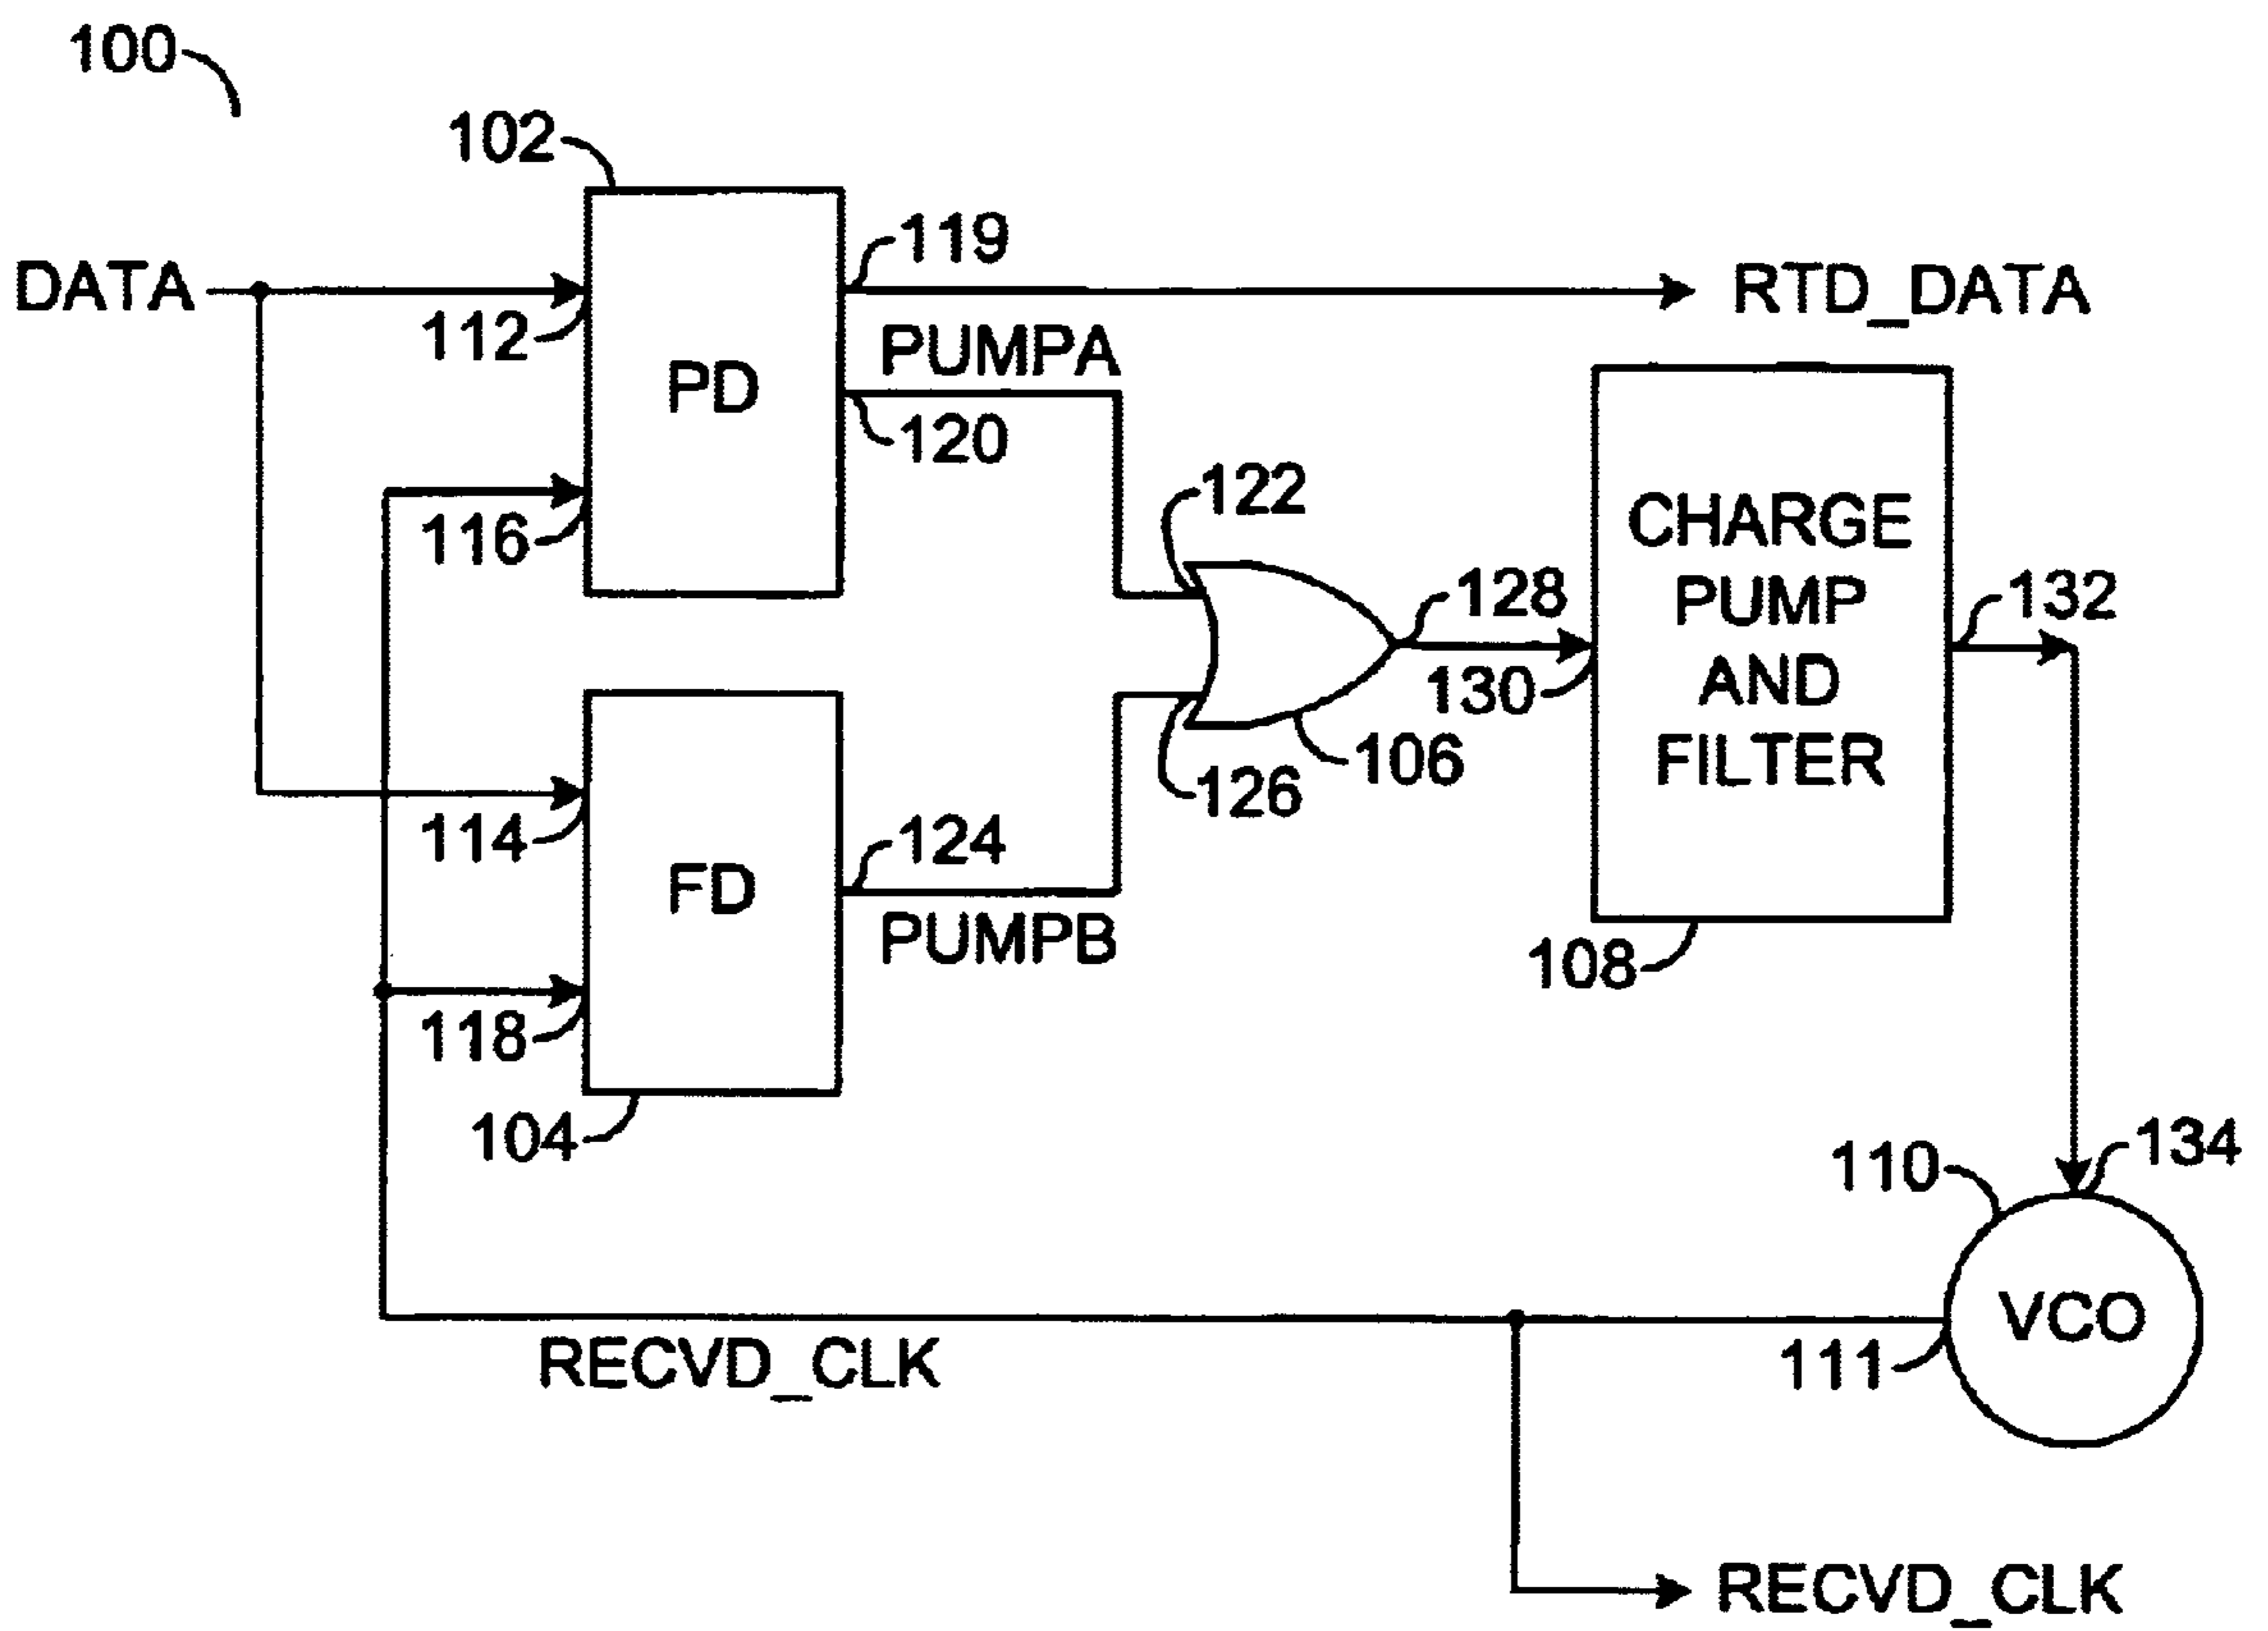 100
102
119
DATA
RTD_DATA
112
PUMPA
PD
120
122
116
CHARGE
PUMP
AND
FILTER
128
132
130
106
126
114
124
FD
PUMPB
108
118
104
134
110
VCO
111
RECVD_CLK
RECVD_CLK